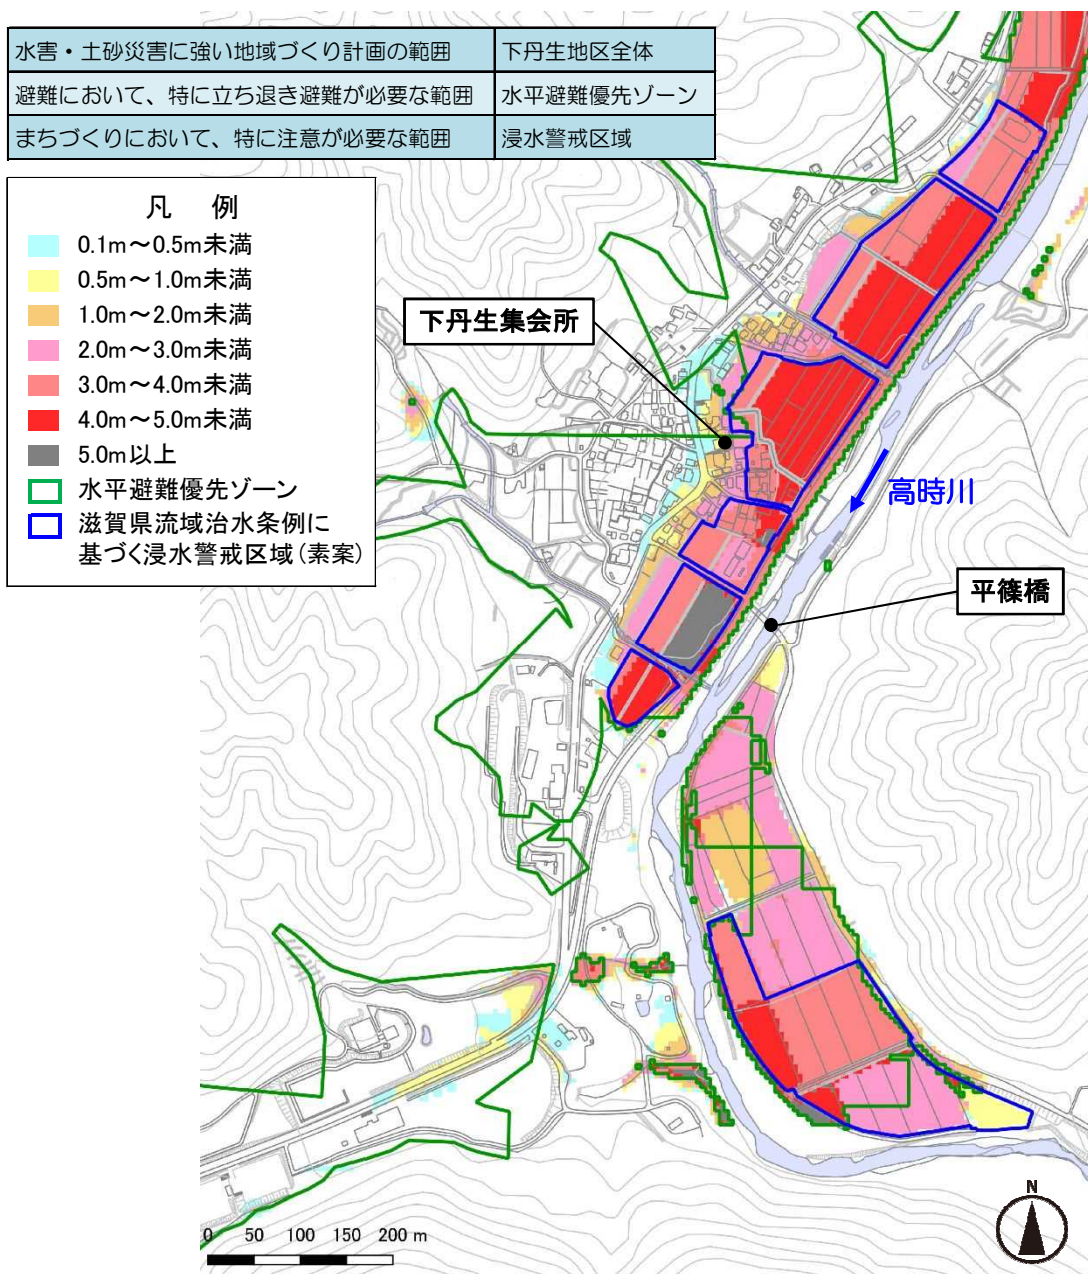 水害・土砂災害に強い地域づくり計画の範囲 下丹生地区全体
避難において、特に立ち退き避難が必要な範囲 水平避難優先ゾーン
まちづくりにおいて、特に注意が必要な範囲 浸水警戒区域
凡 例
0.1m～0.5m未満
0.5m～1.0m未満
1.0m～2.0m未満
2.0m～3.0m未満
3.0m～4.0m未満
4.0m～5.0m未満
5.0m以上
水平避難優先ゾーン
滋賀県流域治水条例に
基づく浸水警戒区域（素案）
下丹生集会所
高時川
平篠橋
N
0 50 100 150 200 m